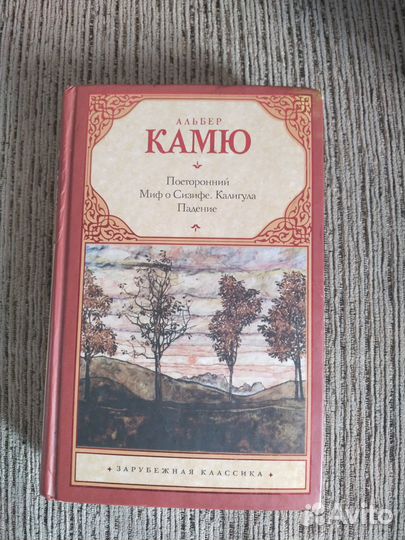 АЛЬБЕР
КАМЮ
Посторонний
Миф о Сизифе. Калигула
Падение
ЗАРУБЕЖНАЯ КЛАССИКА
Avito